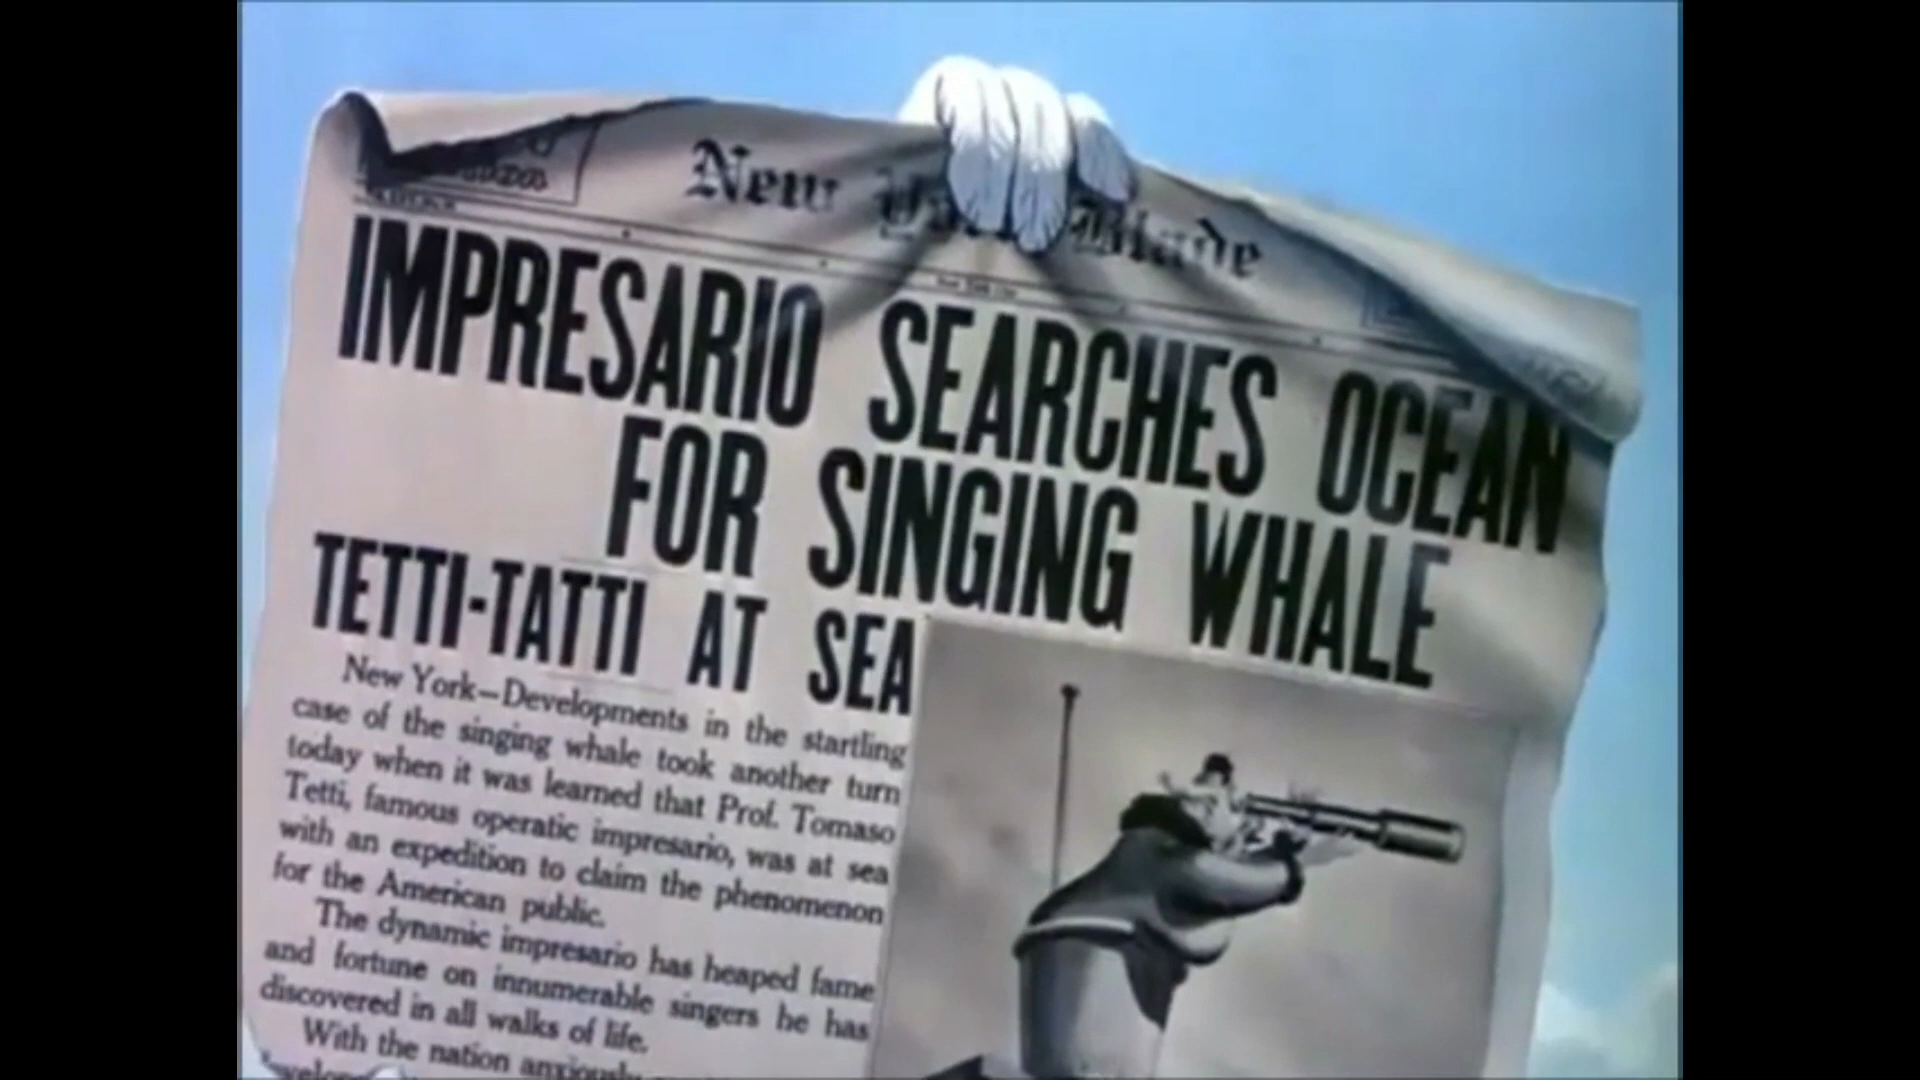 New Blade
IMPRESARIO SEARCHES OCEAN
FOR SINGING WHALE
TETTI-TATTI AT SEA
New York—Developments in the startling
case of the singing whale took another turn
today when it was learned that Prof. Tomaso
Tetti, famous operatic impresario, was at sea
with an expedition to claim the phenomenon
for the American public.
The dynamic impresario has heaped fame
and fortune on innumerable singers he has
discovered in all walks of life.
With the nation anxiously